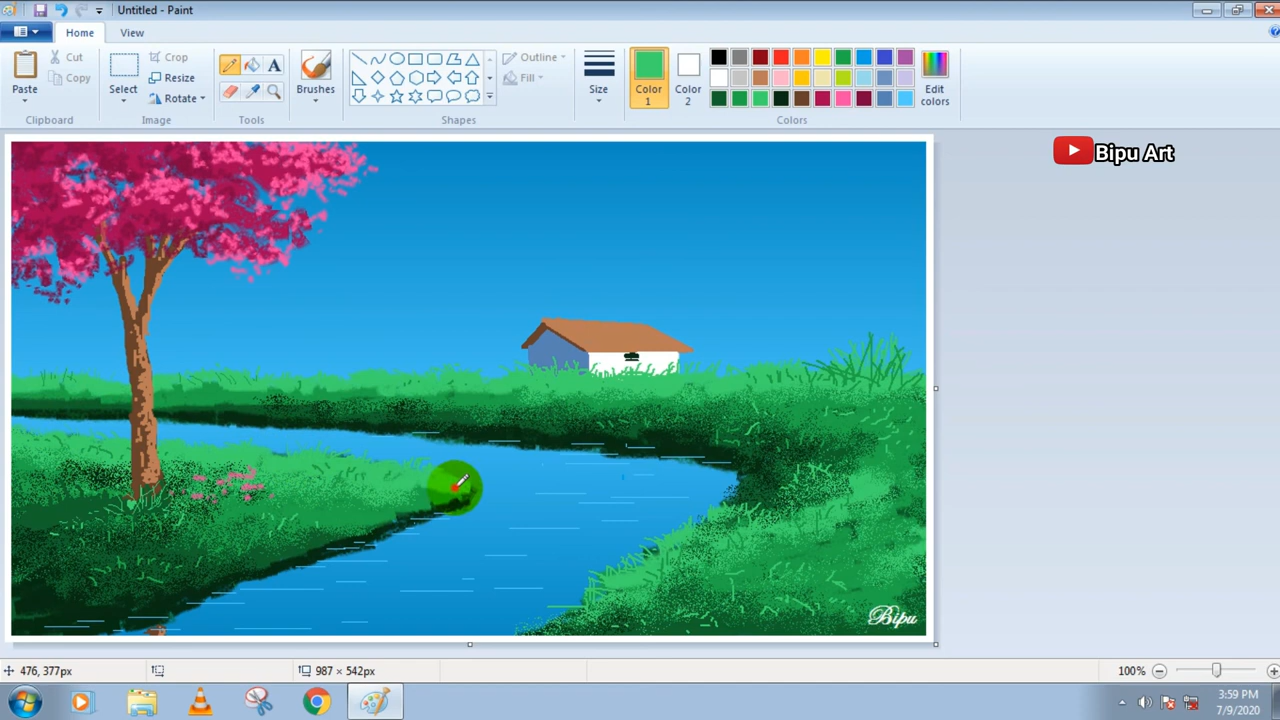 Untitled - Paint
Home
View
Paste
Cut
Copy
Clipboard
Select
Crop
Resize
Rotate
Image
A
Tools
Brushes
Outline
Fill
Shapes
Size
Color
1
Color
2
Edit
colors
Colors
Bipu Art
Bipu
476, 377px
987 × 542px
100%
3:59 PM
7/9/2020